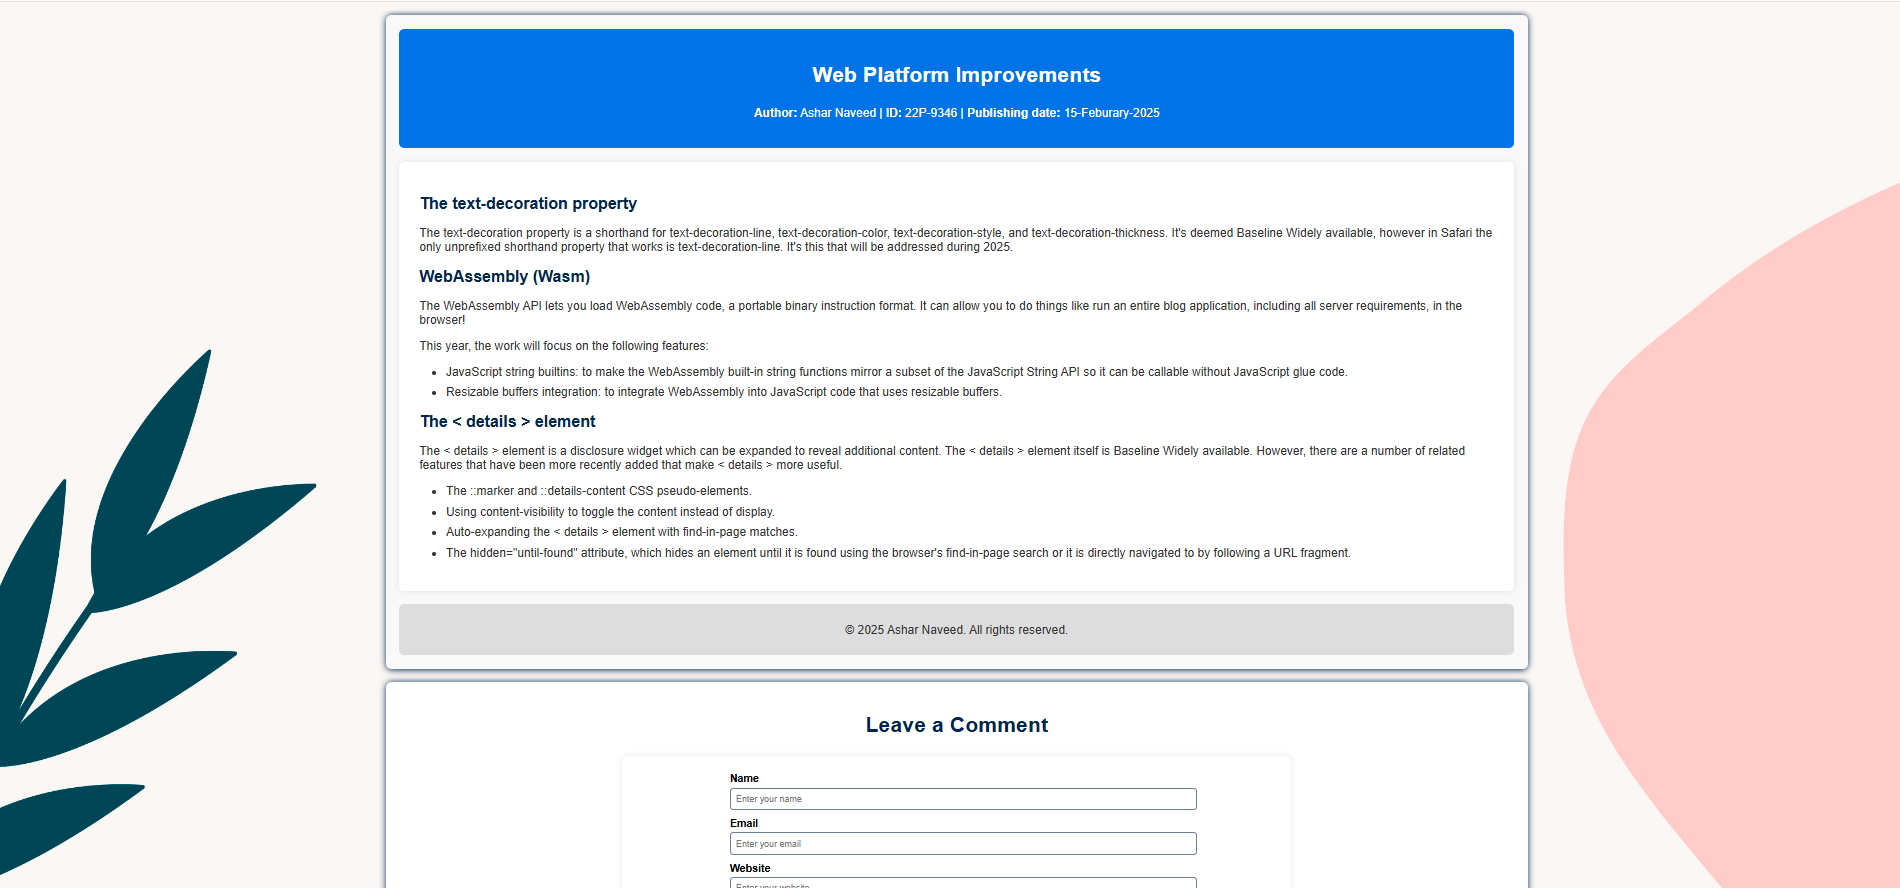 Web Platform Improvements
Author: Ashar Naveed | ID: 22P-9346 | Publishing date: 15-Feburary-2025
The text-decoration property
The text-decoration property is a shorthand for text-decoration-line, text-decoration-color, text-decoration-style, and text-decoration-thickness. It's deemed Baseline Widely available, however in Safari the
only unprefixed shorthand property that works is text-decoration-line. It's this that will be addressed during 2025.
WebAssembly (Wasm)
The WebAssembly API lets you load WebAssembly code, a portable binary instruction format. It can allow you to do things like run an entire blog application, including all server requirements, in the
browser!
This year, the work will focus on the following features:
• JavaScript string builtins: to make the WebAssembly built-in string functions mirror a subset of the JavaScript String API so it can be callable without JavaScript glue code.
• Resizable buffers integration: to integrate WebAssembly into JavaScript code that uses resizable buffers.
The < details > element
The < details > element is a disclosure widget which can be expanded to reveal additional content. The < details > element itself is Baseline Widely available. However, there are a number of related
features that have been more recently added that make < details > more useful.
• The ::marker and ::details-content CSS pseudo-elements.
• Using content-visibility to toggle the content instead of display.
• Auto-expanding the < details > element with find-in-page matches.
• The hidden="until-found" attribute, which hides an element until it is found using the browser's find-in-page search or it is directly navigated to by following a URL fragment.
© 2025 Ashar Naveed. All rights reserved.
Leave a Comment
Name
Enter your name
Email
Enter your email
Website
Enter your website